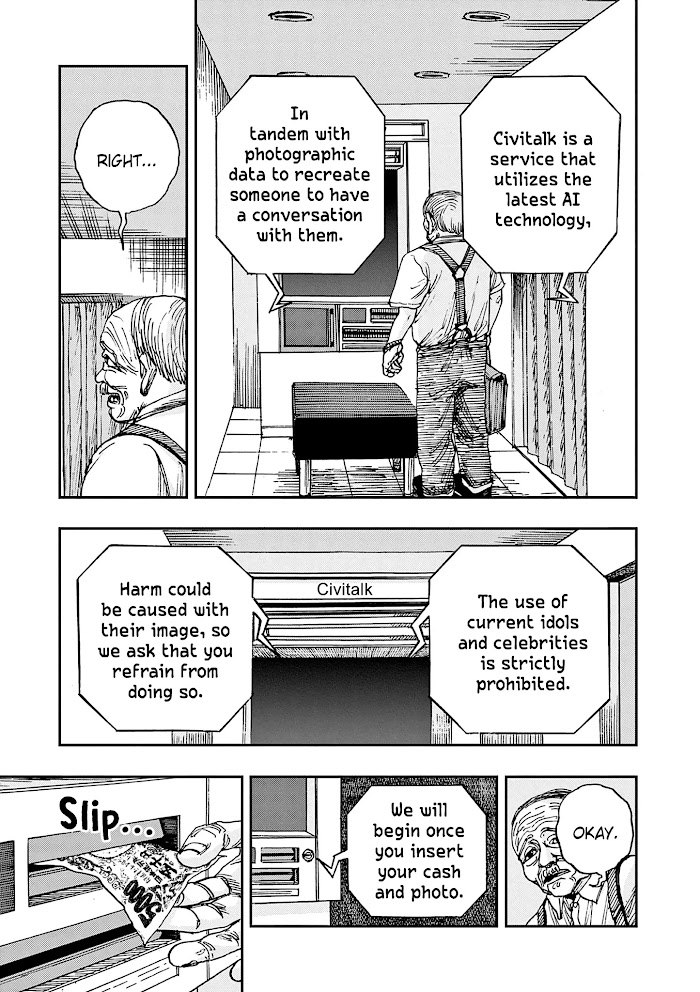 Civitalk is a
service that
utilizes the
latest AI
technology,
In
tandem with
photographic
data to recreate
someone to have
a conversation
with them.
RIGHT...
The use of
current idols
and celebrities
is strictly
prohibited.
Civitalk
Harm could
be caused with
their image, so
we ask that you
refrain from
doing so.
OKAY.
We will
begin once
you insert
your cash
and photo.
Slip...
5000